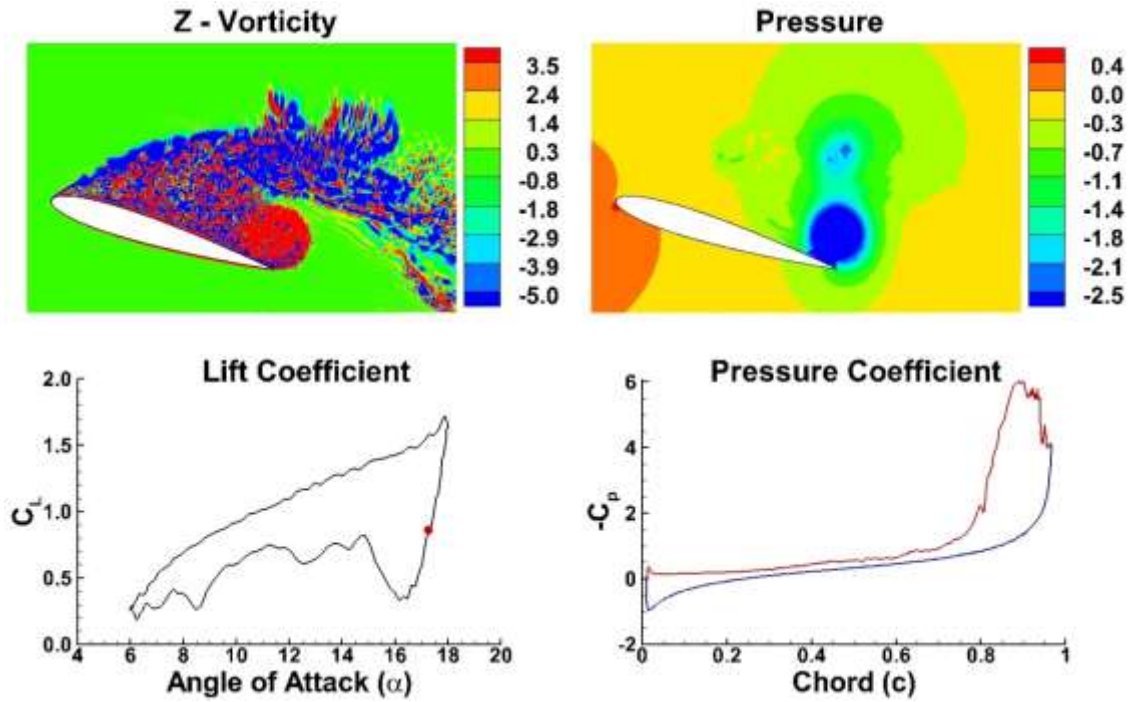 Z - Vorticity
3.5
2.4
1.4
0.3
-0.8
-1.8
-2.9
-3.9
-5.0
Pressure
0.4
0.0
-0.3
-0.7
-1.1
-1.4
-1.8
-2.1
-2.5
Lift Coefficient
2.0
1.5
1.0
0.5
0.0
C_L
4 6 8 10 12 14 16 18 20
Angle of Attack (α)
Pressure Coefficient
6
4
2
0
-2
-C_p
0 0.2 0.4 0.6 0.8 1
Chord (c)